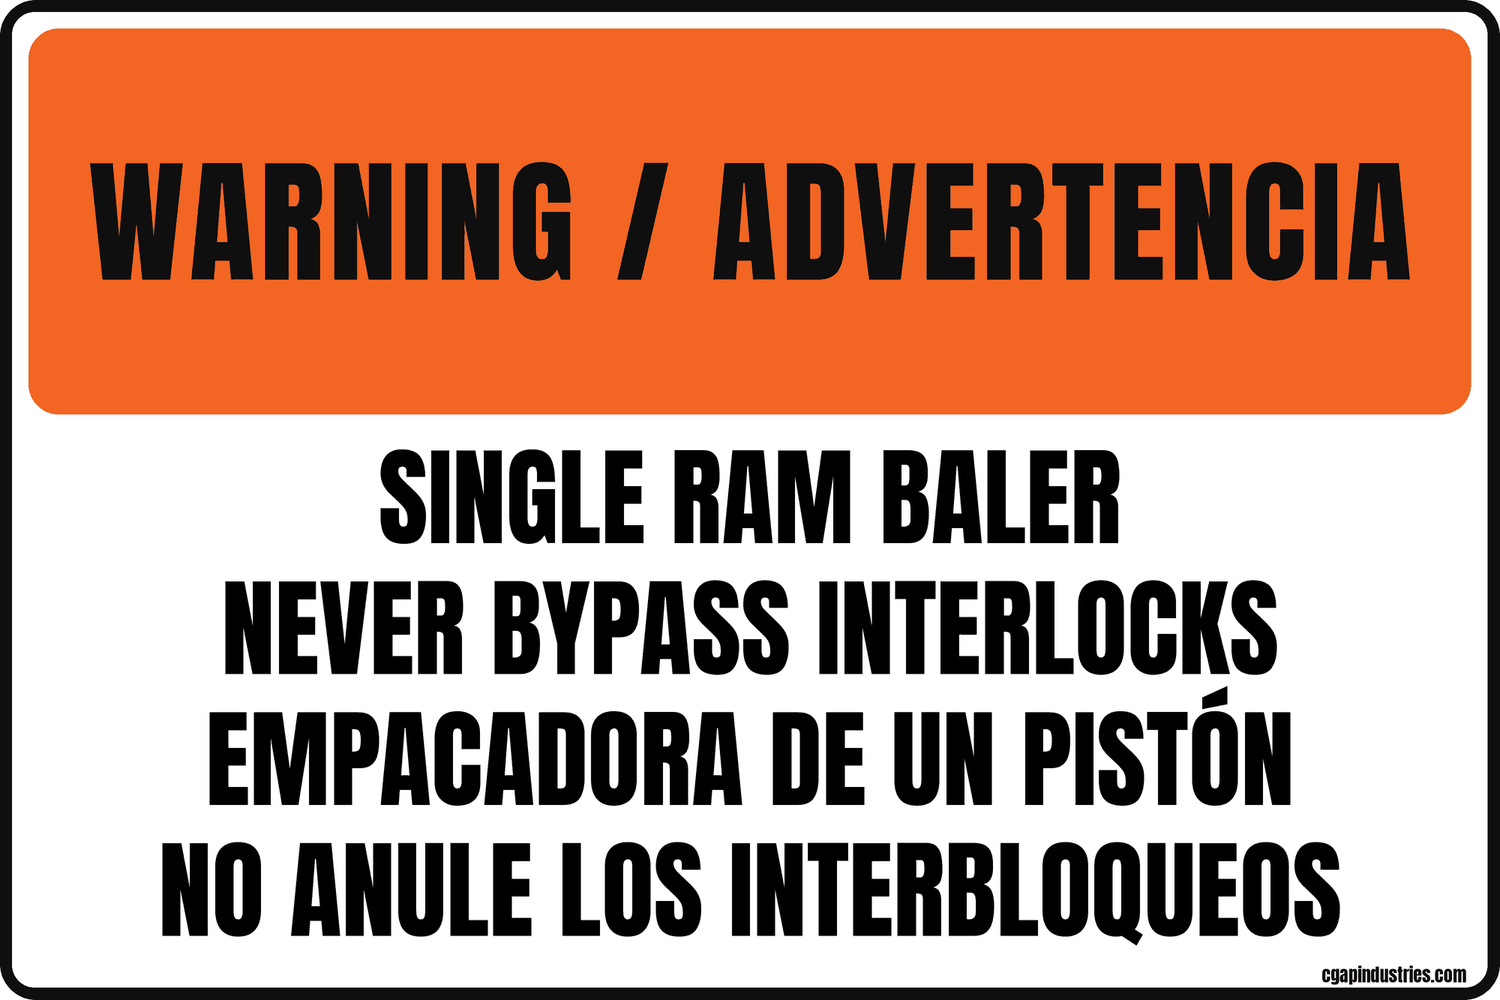 WARNING / ADVERTENCIA
SINGLE RAM BALER
NEVER BYPASS INTERLOCKS
EMPACADORA DE UN PISTÓN
NO ANULE LOS INTERBLOQUEOS
cgapindustries.com